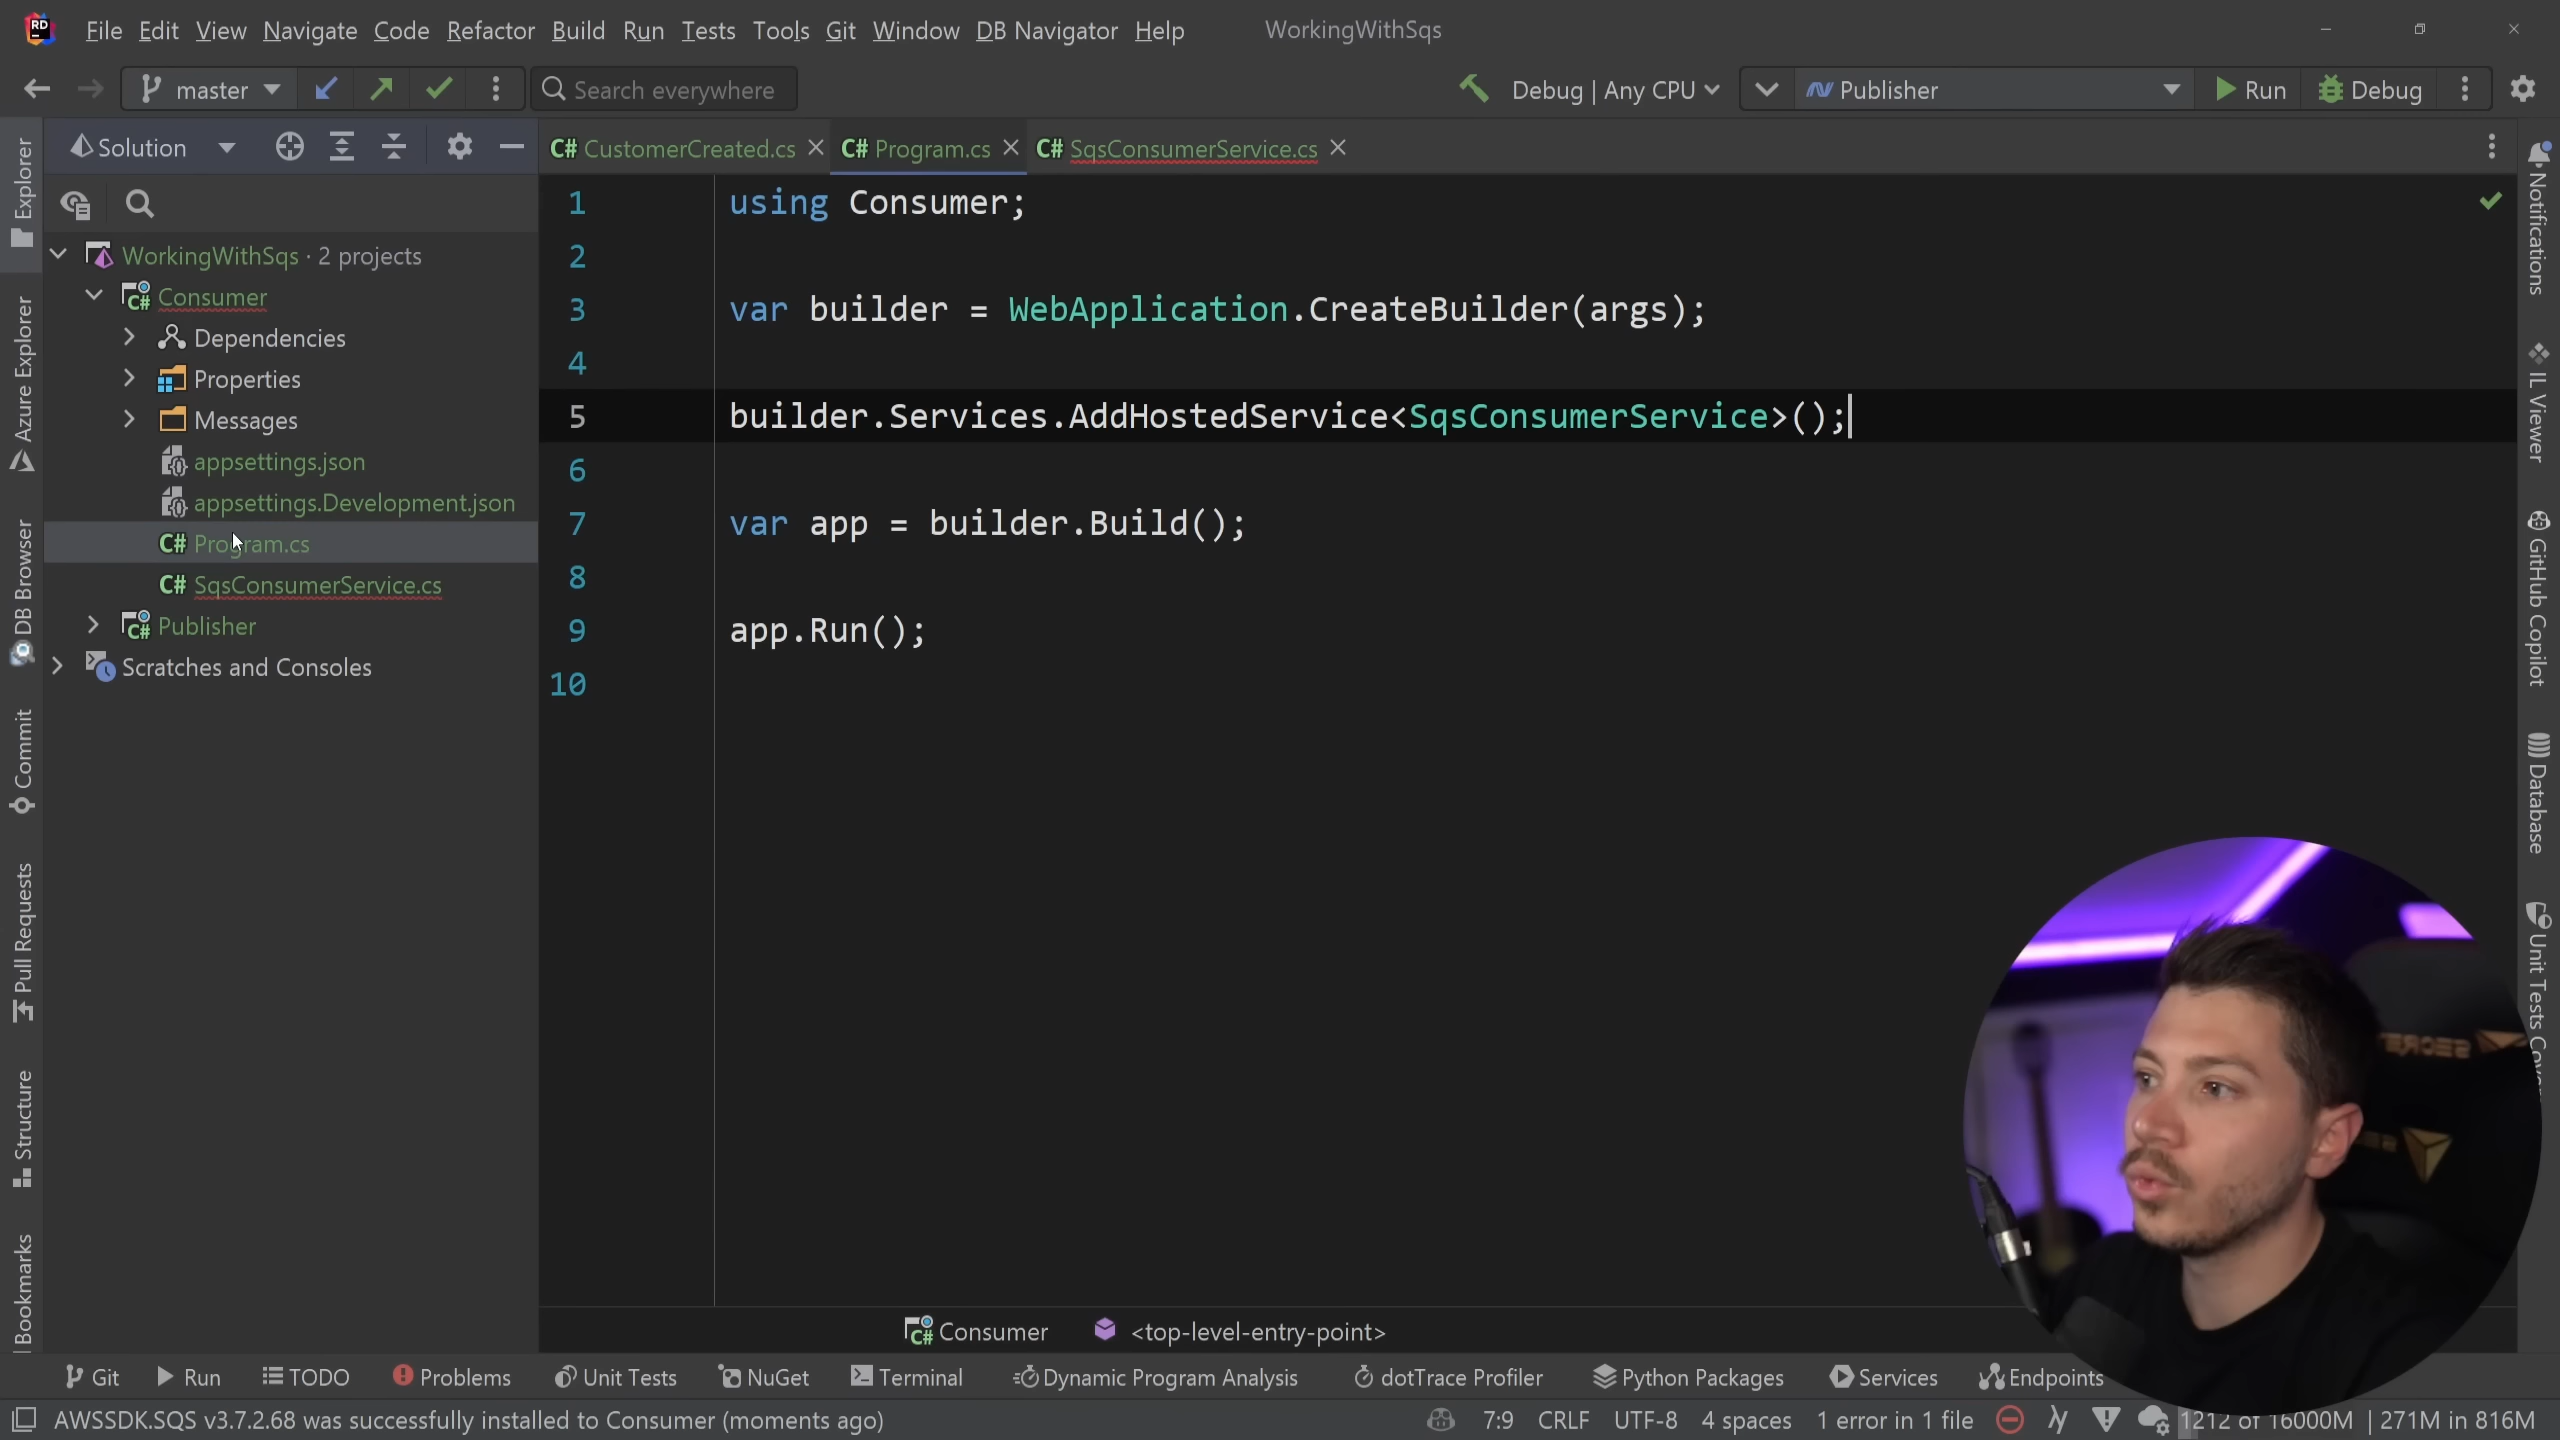 RD File Edit View Navigate Code Refactor Build Run Tests Tools Git Window DB Navigator Help WorkingWithSqs
master Search everywhere Debug | Any CPU Publisher Run Debug
Solution
C# CustomerCreated.cs C# Program.cs C# SqsConsumerService.cs
Explorer
Azure Explorer
DB Browser
Commit
Pull Requests
Structure
Bookmarks
WorkingWithSqs · 2 projects
C# Consumer
Dependencies
Properties
Messages
appsettings.json
appsettings.Development.json
C# Program.cs
C# SqsConsumerService.cs
C# Publisher
Scratches and Consoles
1 using Consumer;
2
3 var builder = WebApplication.CreateBuilder(args);
4
5 builder.Services.AddHostedService<SqsConsumerService>();
6
7 var app = builder.Build();
8
9 app.Run();
10
Notifications
IL Viewer
GitHub Copilot
Database
Unit Tests
C# Consumer <top-level-entry-point>
Git Run TODO Problems Unit Tests NuGet Terminal Dynamic Program Analysis dotTrace Profiler Python Packages Services Endpoints
AWSSDK.SQS v3.7.2.68 was successfully installed to Consumer (moments ago) 7:9 CRLF UTF-8 4 spaces 1 error in 1 file 1212 of 16000M | 271M in 816M